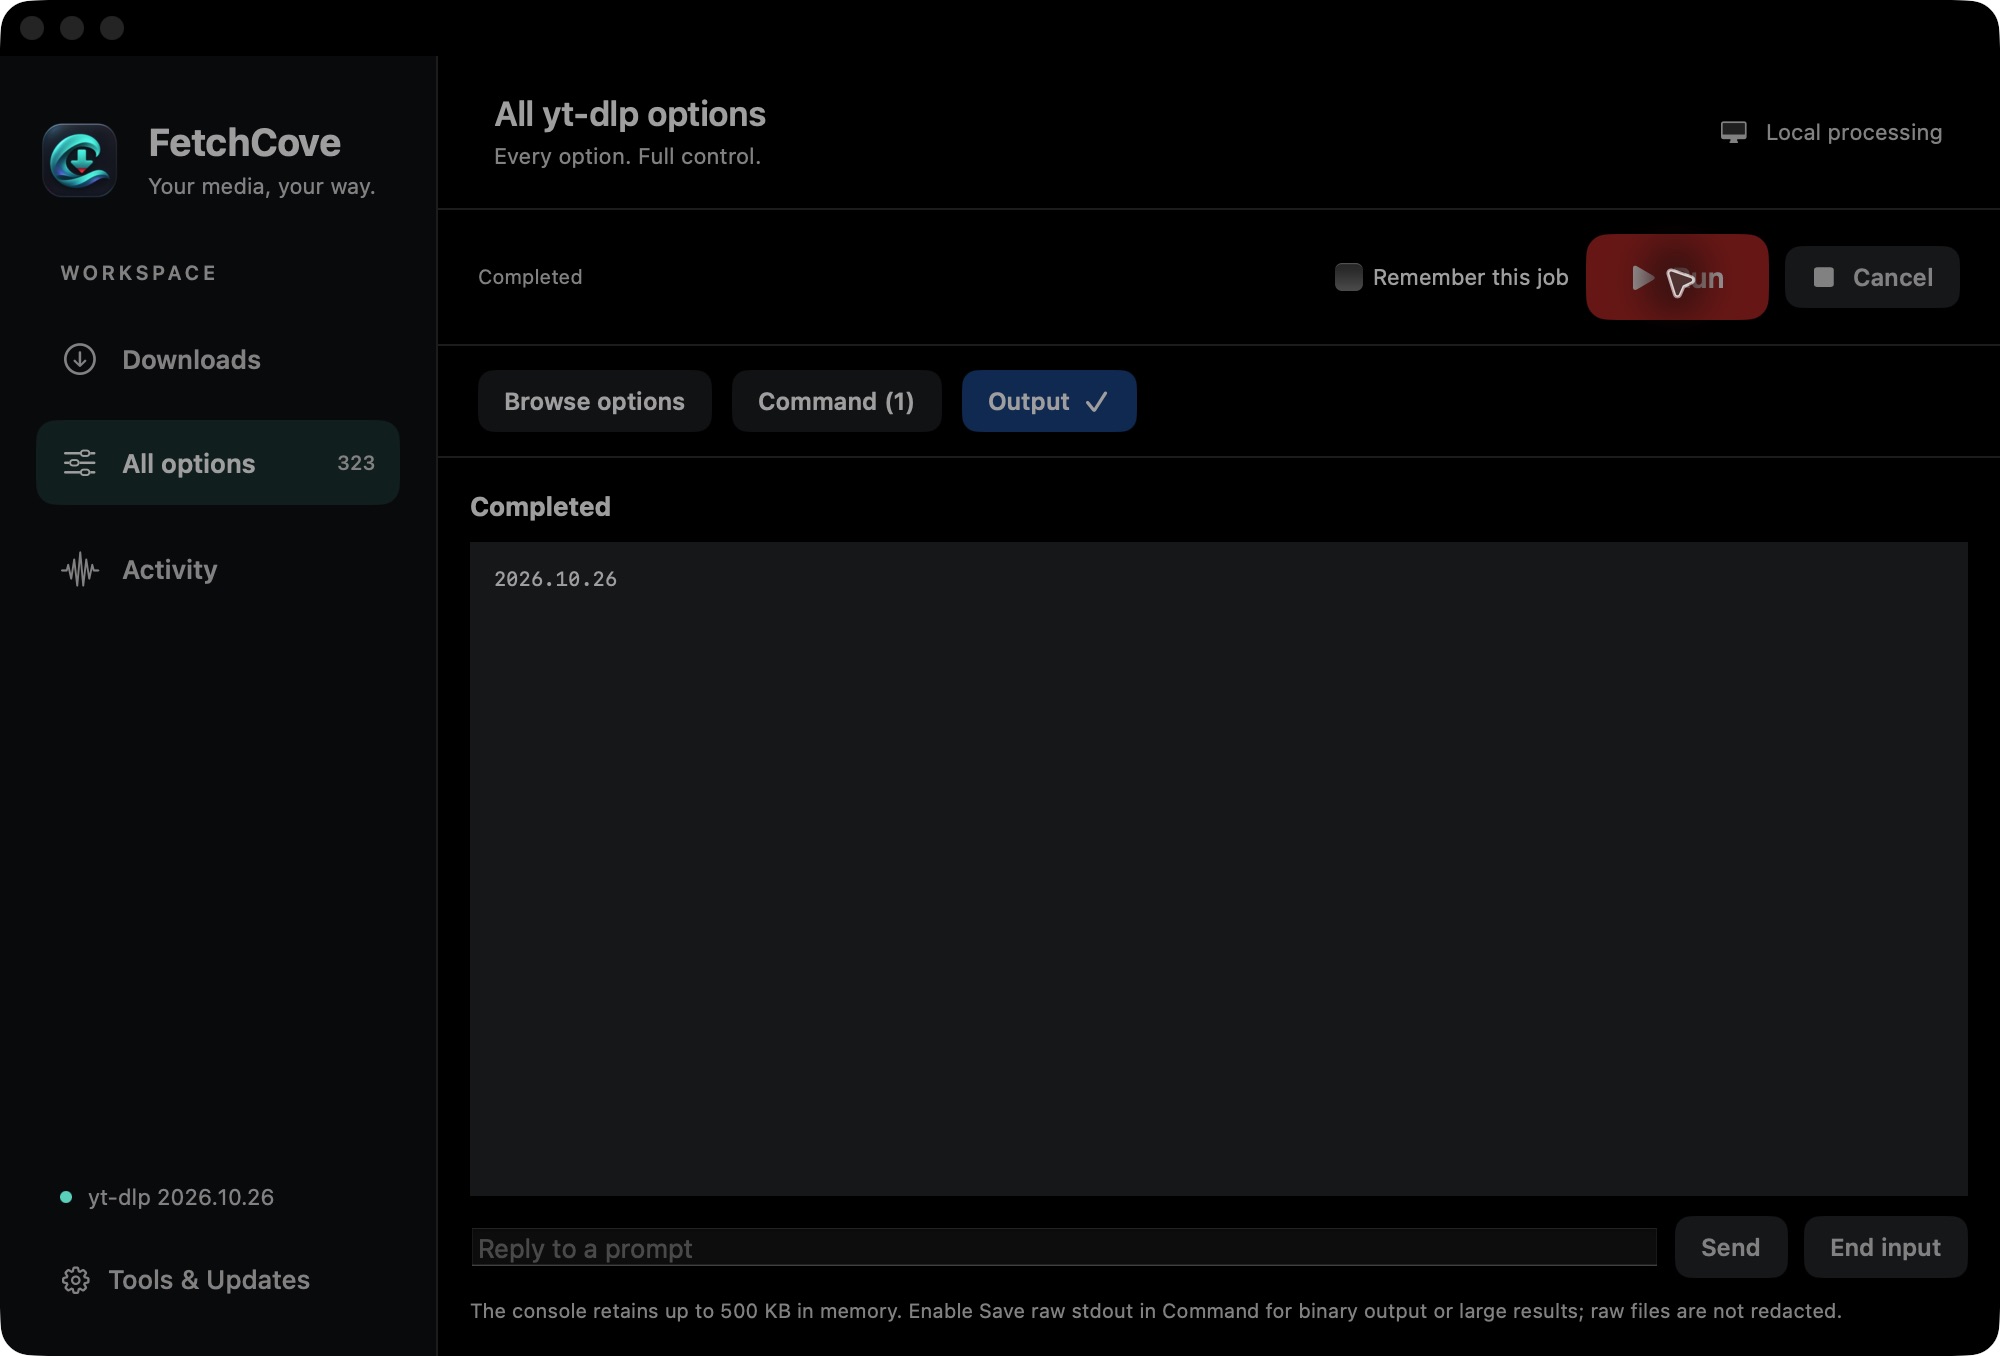 FetchCove
Your media, your way.
WORKSPACE
Downloads
All options 323
Activity
yt-dlp 2026.10.26
Tools & Updates
All yt-dlp options
Every option. Full control.
Local processing
Completed
Remember this job
Cancel
Browse options
Command (1)
Output
Completed
2026.10.26
Reply to a prompt
Send
End input
The console retains up to 500 KB in memory. Enable Save raw stdout in Command for binary output or large results; raw files are not redacted.